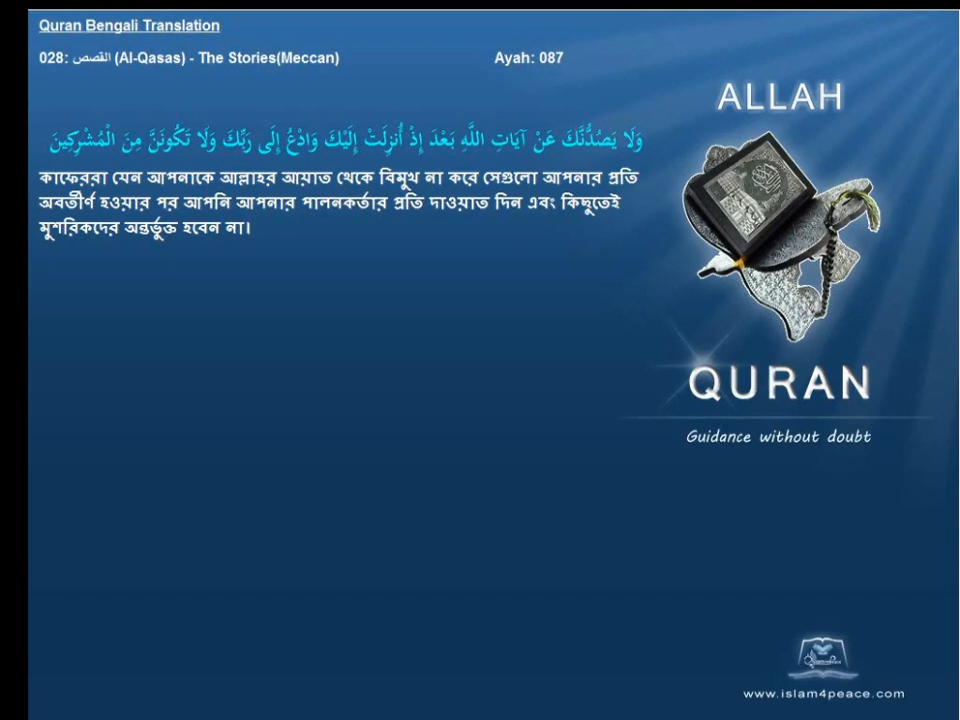 Quran Bengali Translation
028: القصص (Al-Qasas) - The Stories(Meccan) Ayah: 087
وَلَا يَصُدُّنَّكَ عَنْ آيَاتِ اللَّهِ بَعْدَ إِذْ أُنزِلَتْ إِلَيْكَ وَادْعُ إِلَى رَبِّكَ وَلَا تَكُونَنَّ مِنَ الْمُشْرِكِينَ
কাফেররা যেন আপনাকে আল্লাহর আয়াত থেকে বিমুখ না করে সেগুলো আপনার প্রতি
অবর্তীর্ণ হওয়ার পর আপনি আপনার পালনকর্তার প্রতি দাওয়াত দিন এবং কিছুতেই
মুশরিকদের অন্তর্ভুক্ত হবেন না।
ALLAH
QURAN
Guidance without doubt
www.islam4peace.com